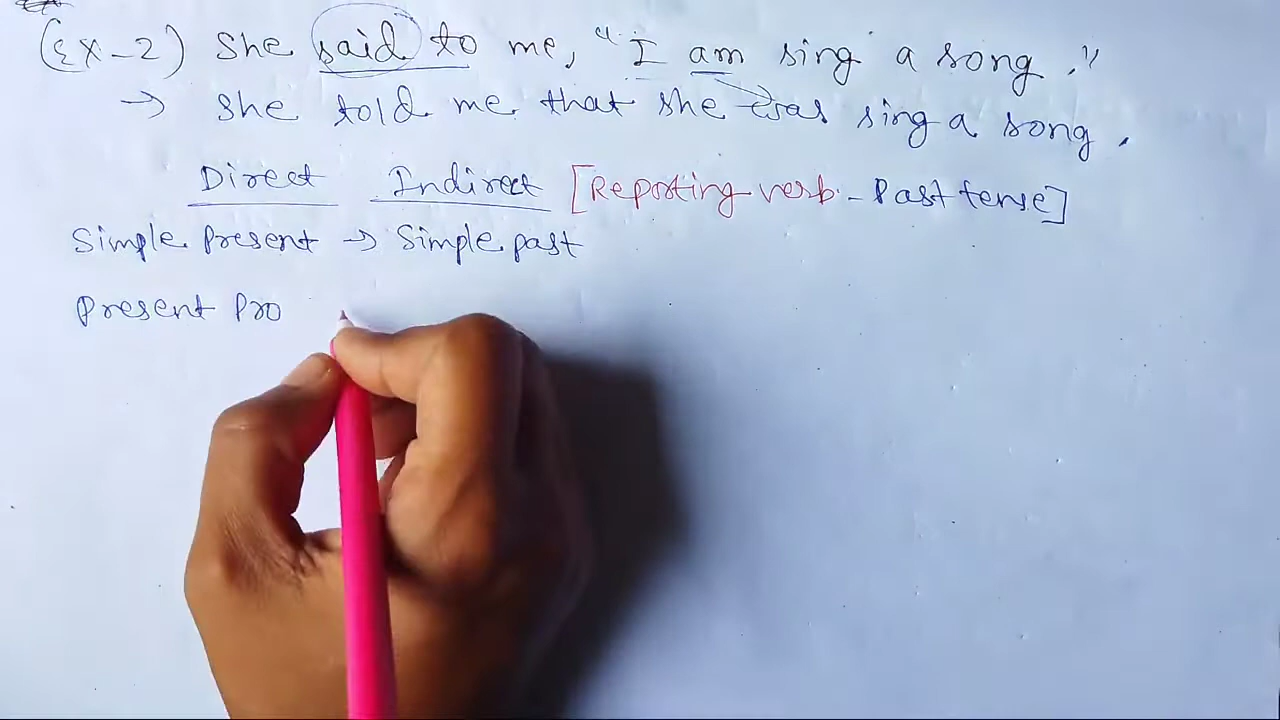 (Ex-2) She said to me, "I am sing a song."
→ She told me that she was sing a song.
Direct Indirect [Reporting verb - Past tense]
Simple Present → Simple past
Present Pro